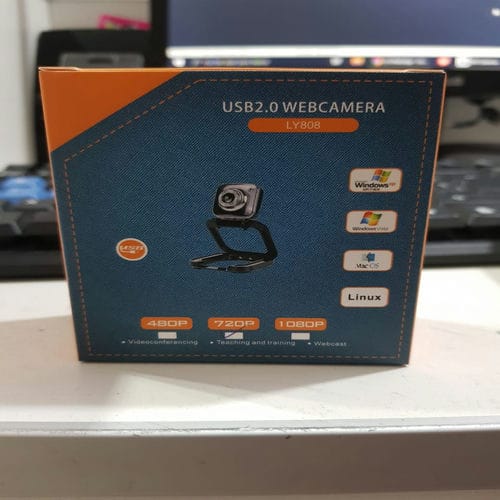 USB2.0 WEBCAMERA
LY808
Windows XP
Windows Vista
Mac OS
Linux
USB
480P 720P 1080P
• Videoconferencing • Teaching and training • Webcast